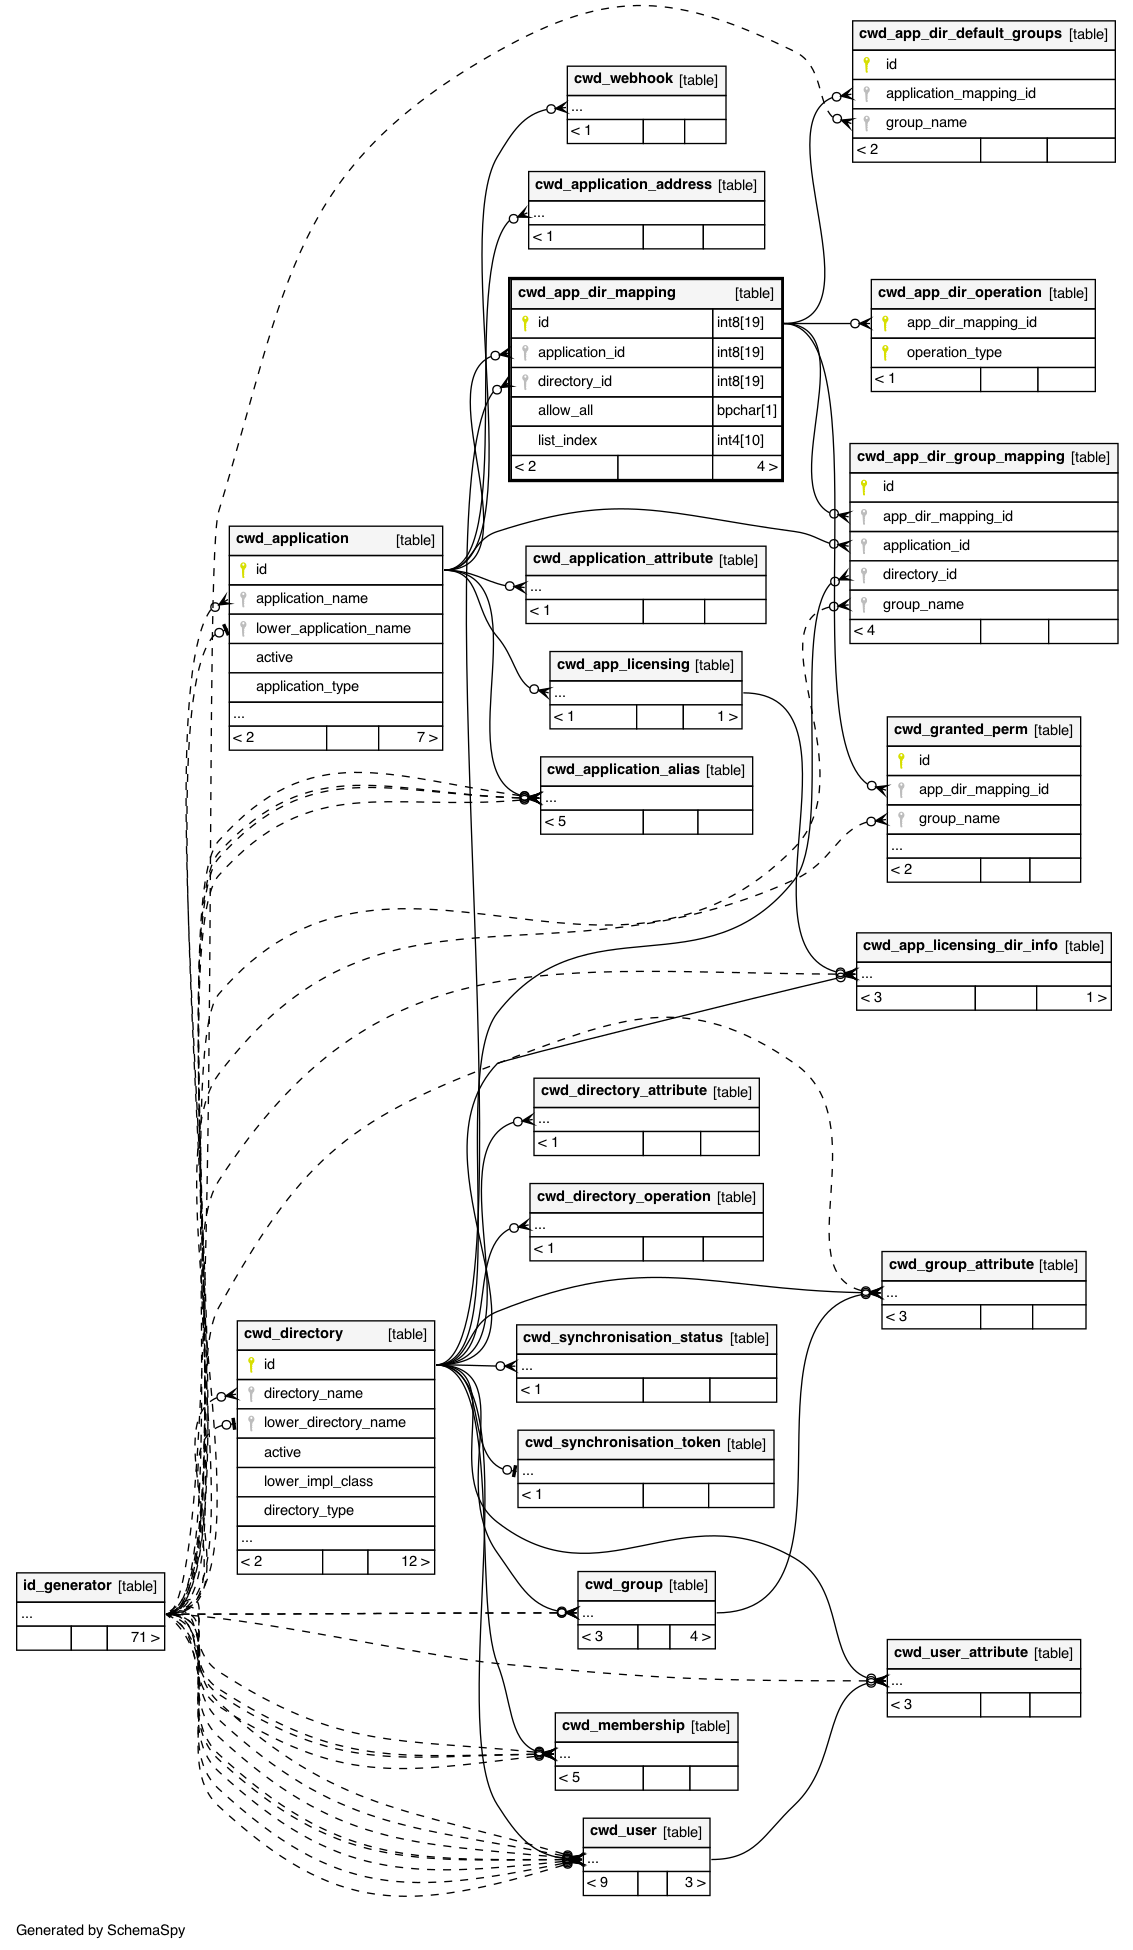 cwd_app_dir_default_groups [table]
id
application_mapping_id
group_name
< 2
cwd_webhook [table]
...
< 1
cwd_application_address [table]
...
< 1
cwd_app_dir_mapping [table]
id int8[19]
application_id int8[19]
directory_id int8[19]
allow_all bpchar[1]
list_index int4[10]
< 2 4 >
cwd_app_dir_operation [table]
app_dir_mapping_id
operation_type
< 1
cwd_app_dir_group_mapping [table]
id
app_dir_mapping_id
application_id
directory_id
group_name
< 4
cwd_application [table]
id
application_name
lower_application_name
active
application_type
...
< 2 7 >
cwd_application_attribute [table]
...
< 1
cwd_app_licensing [table]
...
< 1 1 >
cwd_application_alias [table]
...
< 5
cwd_granted_perm [table]
id
app_dir_mapping_id
group_name
...
< 2
cwd_app_licensing_dir_info [table]
...
< 3 1 >
cwd_directory_attribute [table]
...
< 1
cwd_directory_operation [table]
...
< 1
cwd_group_attribute [table]
...
< 3
cwd_directory [table]
id
directory_name
lower_directory_name
active
lower_impl_class
directory_type
...
< 2 12 >
cwd_synchronisation_status [table]
...
< 1
cwd_synchronisation_token [table]
...
< 1
id_generator [table]
...
71 >
cwd_group [table]
...
< 3 4 >
cwd_user_attribute [table]
...
< 3
cwd_membership [table]
...
< 5
cwd_user [table]
...
< 9 3 >
Generated by SchemaSpy